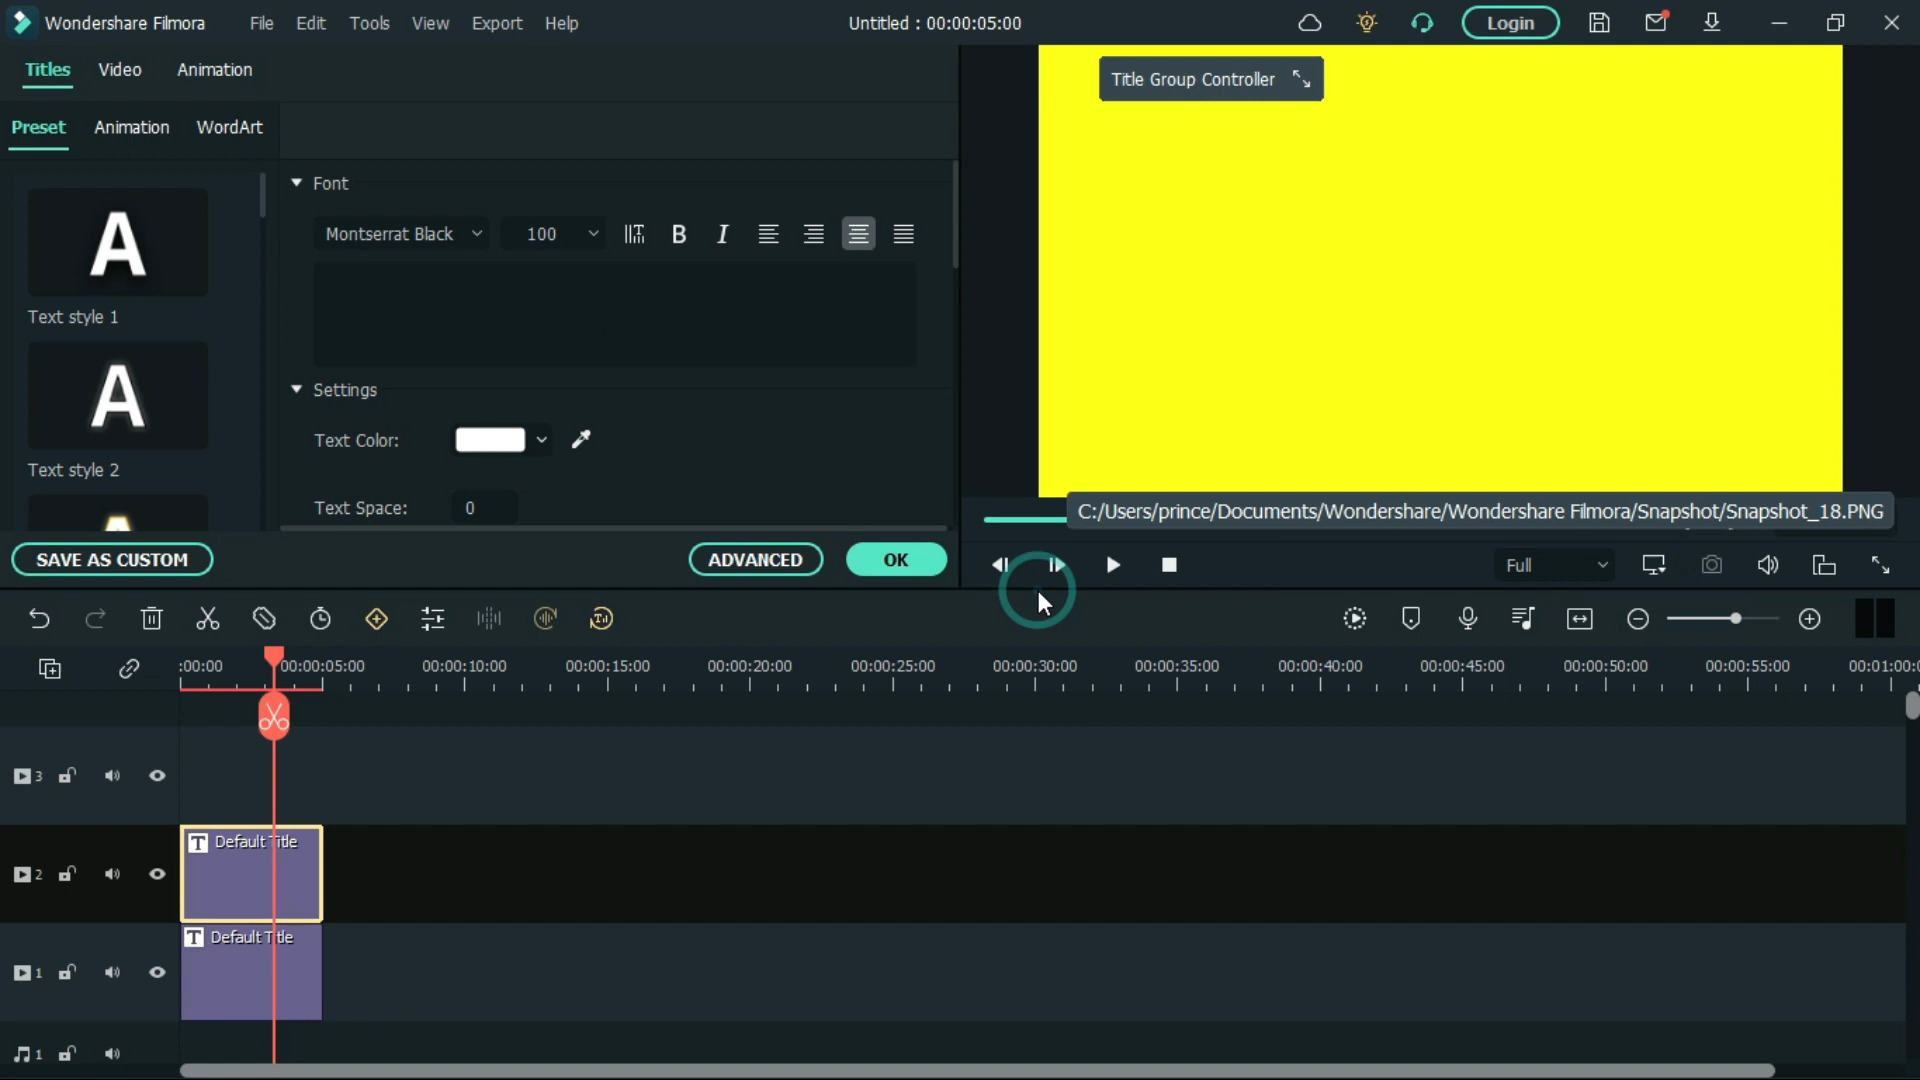 Wondershare Filmora File Edit Tools View Export Help Untitled : 00:00:05:00 Login
Titles Video Animation
Title Group Controller
Preset Animation WordArt
Font
Montserrat Black 100 B I
A
Text style 1
A
Text style 2
Settings
Text Color:
Text Space: 0
C:/Users/prince/Documents/Wondershare/Wondershare Filmora/Snapshot/Snapshot_18.PNG
SAVE AS CUSTOM ADVANCED OK
Full
:00:00 00:00:05:00 00:00:10:00 00:00:15:00 00:00:20:00 00:00:25:00 00:00:30:00 00:00:35:00 00:00:40:00 00:00:45:00 00:00:50:00 00:00:55:00 00:01:00:0
3
T Default Title
2
T Default Title
1
1